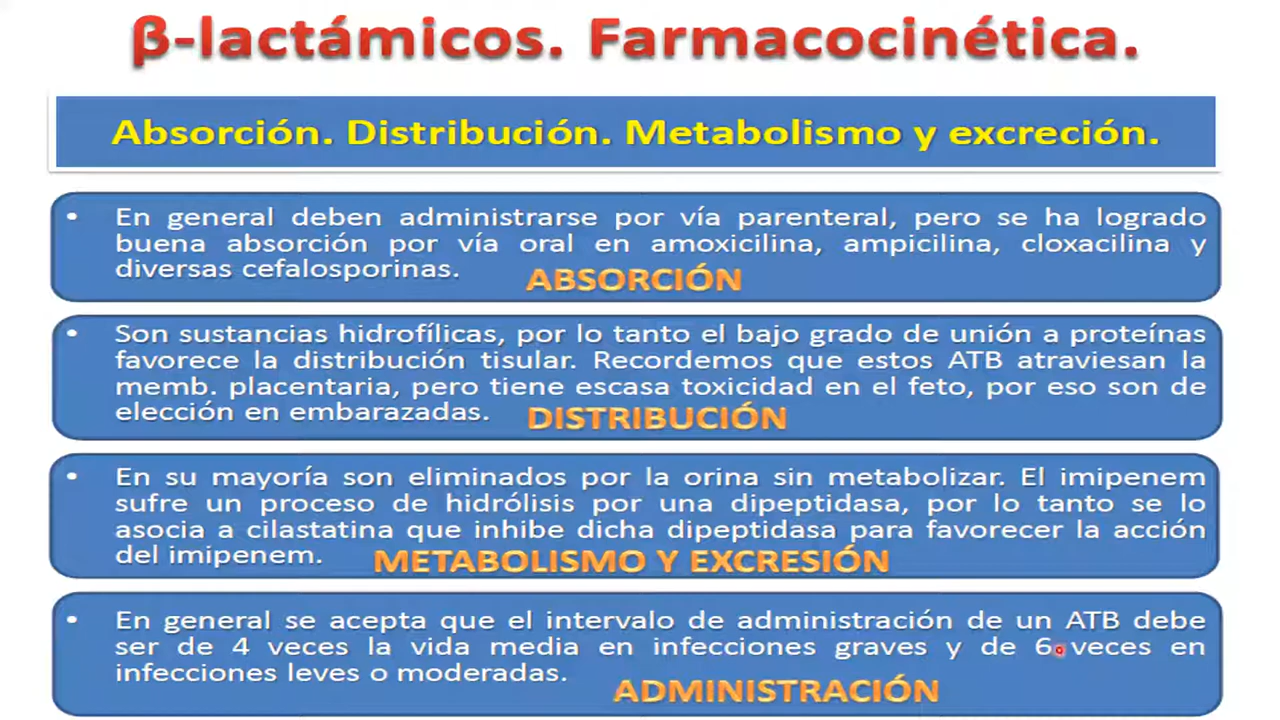 β-lactámicos. Farmacocinética.
Absorción. Distribución. Metabolismo y excreción.
• En general deben administrarse por vía parenteral, pero se ha logrado
buena absorción por vía oral en amoxicilina, ampicilina, cloxacilina y
diversas cefalosporinas.
ABSORCIÓN
• Son sustancias hidrofílicas, por lo tanto el bajo grado de unión a proteínas
favorece la distribución tisular. Recordemos que estos ATB atraviesan la
memb. placentaria, pero tiene escasa toxicidad en el feto, por eso son de
elección en embarazadas.
DISTRIBUCIÓN
• En su mayoría son eliminados por la orina sin metabolizar. El imipenem
sufre un proceso de hidrólisis por una dipeptidasa, por lo tanto se lo
asocia a cilastatina que inhibe dicha dipeptidasa para favorecer la acción
del imipenem.
METABOLISMO Y EXCRESIÓN
• En general se acepta que el intervalo de administración de un ATB debe
ser de 4 veces la vida media en infecciones graves y de 6 veces en
infecciones leves o moderadas.
ADMINISTRACIÓN